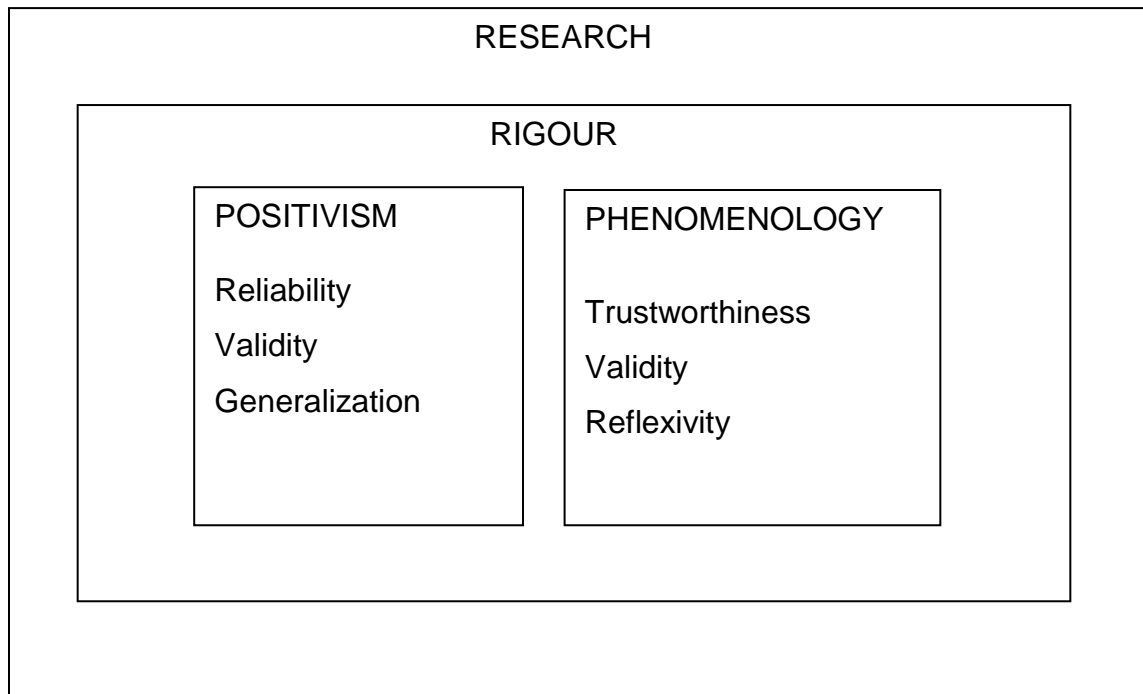 RESEARCH
RIGOUR
POSITIVISM
Reliability
Validity
Generalization
PHENOMENOLOGY
Trustworthiness
Validity
Reflexivity